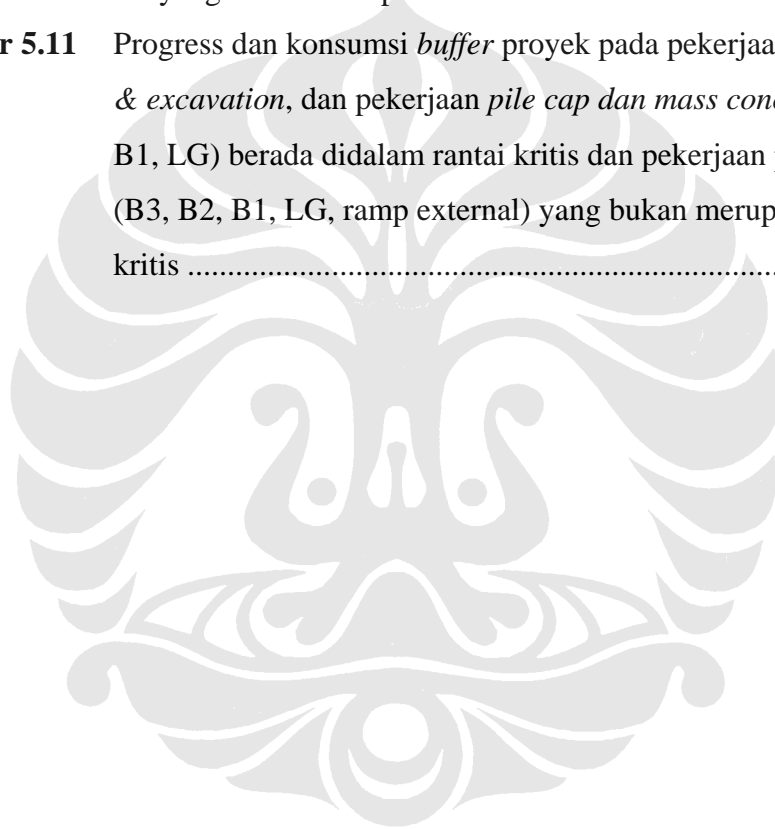 r 5.11 Progress dan konsumsi buffer proyek pada pekerjaa
& excavation, dan pekerjaan pile cap dan mass con
B1, LG) berada didalam rantai kritis dan pekerjaan
(B3, B2, B1, LG, ramp external) yang bukan merup
kritis ..........................................................................